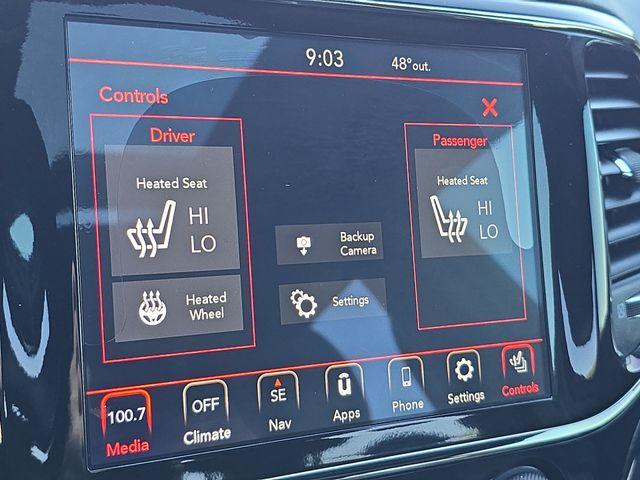 9:03 48°out.
Controls
Driver
Heated Seat
HI
LO
Heated
Wheel
Backup
Camera
Settings
Passenger
Heated Seat
HI
LO
100.7
Media
OFF
Climate
SE
Nav
Apps
Phone
Settings
Controls